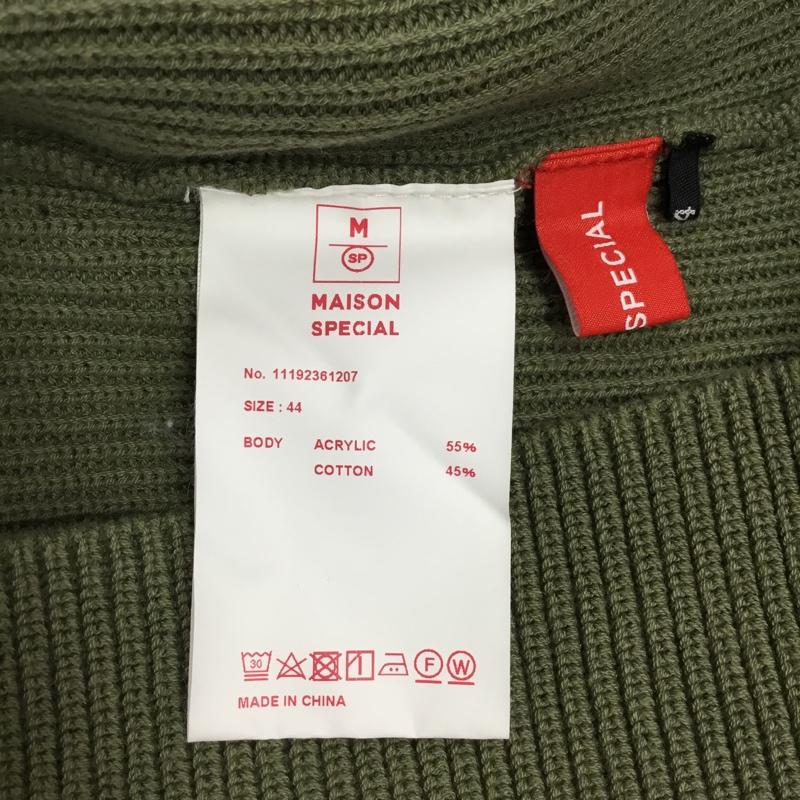 M
SP
MAISON
SPECIAL
No. 11192361207
SIZE : 44
BODY ACRYLIC 55%
COTTON 45%
30 F W
MADE IN CHINA
SPECIAL